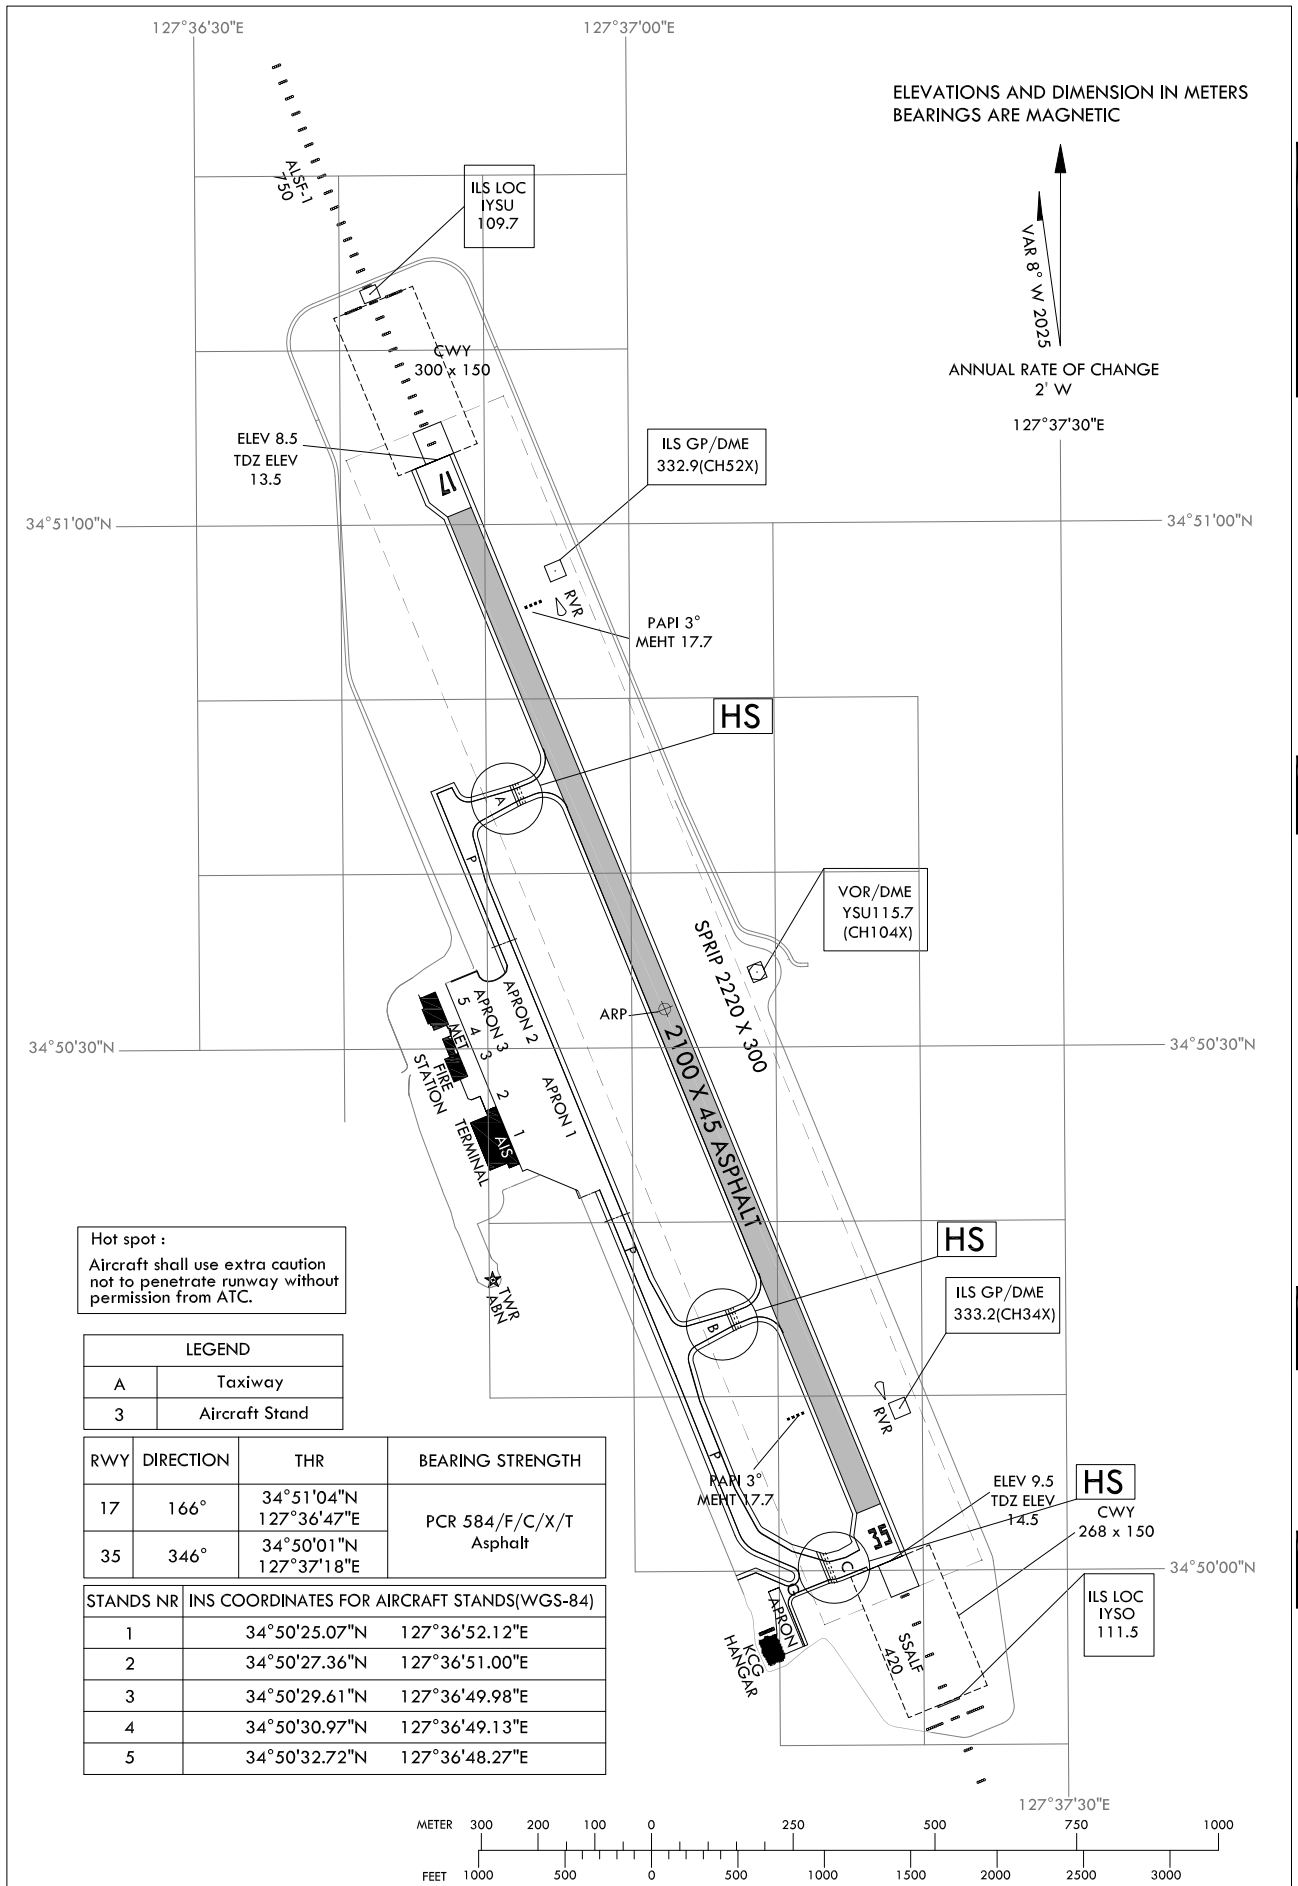 127°36'30"E
127°37'00"E
ELEVATIONS AND DIMENSION IN METERS
BEARINGS ARE MAGNETIC
ALSF-1
750
ILS LOC
IYSU
109.7
VAR 8° W 2025
ANNUAL RATE OF CHANGE
2' W
127°37'30"E
CWY
300 x 150
ELEV 8.5
TDZ ELEV
13.5
ILS GP/DME
332.9(CH52X)
17
34°51'00"N
34°51'00"N
RVR
PAPI 3°
MEHT 17.7
HS
A
P
VOR/DME
YSU115.7
(CH104X)
SPRIP 2220 X 300
ARP
2100 X 45 ASPHALT
34°50'30"N
34°50'30"N
APRON 2
APRON 3
5
4
3
2
1
MET
FIRE
STATION
APRON 1
TERMINAL
AIS
P
HS
TWR
ABN
B
ILS GP/DME
333.2(CH34X)
RVR
P
PAPI 3°
MEHT 17.7
ELEV 9.5
TDZ ELEV
14.5
HS
CWY
268 x 150
35
C
34°50'00"N
G
APRON
KCG
HANGAR
SSALF
420
ILS LOC
IYSO
111.5
127°37'30"E
Hot spot :
Aircraft shall use extra caution
not to penetrate runway without
permission from ATC.
LEGEND
A Taxiway
3 Aircraft Stand
RWY DIRECTION THR BEARING STRENGTH
17 166° 34°51'04"N
127°36'47"E
35 346° 34°50'01"N
127°37'18"E
PCR 584/F/C/X/T
Asphalt
STANDS NR INS COORDINATES FOR AIRCRAFT STANDS(WGS-84)
1 34°50'25.07"N 127°36'52.12"E
2 34°50'27.36"N 127°36'51.00"E
3 34°50'29.61"N 127°36'49.98"E
4 34°50'30.97"N 127°36'49.13"E
5 34°50'32.72"N 127°36'48.27"E
METER 300 200 100 0 250 500 750 1000
FEET 1000 500 0 500 1000 1500 2000 2500 3000